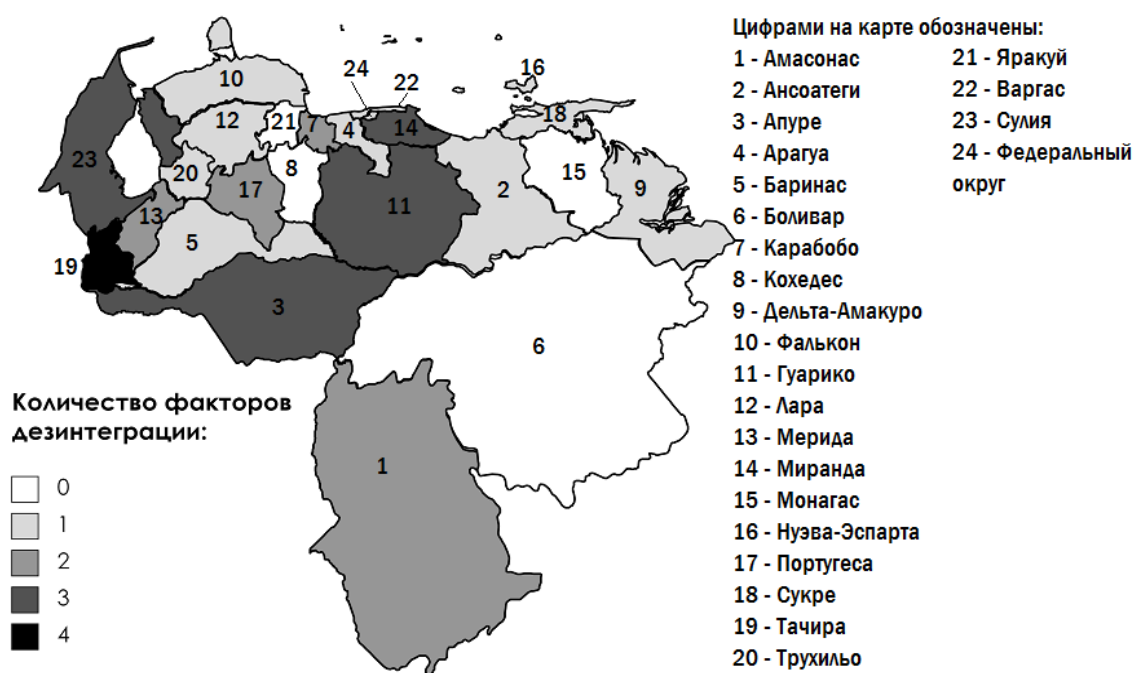 Цифрами на карте обозначены:
1 - Амасонас
2 - Ансоатеги
3 - Апуре
4 - Арагуа
5 - Баринас
6 - Боливар
7 - Карабобо
8 - Кохедес
9 - Дельта-Амакуро
10 - Фалькон
11 - Гуарико
12 - Лара
13 - Мерида
14 - Миранда
15 - Монагас
16 - Нуэва-Эспарта
17 - Португеса
18 - Сукре
19 - Тачира
20 - Трухильо
21 - Яракуй
22 - Варгас
23 - Сулия
24 - Федеральный
округ
16
24
22
10
18
12
21
7
4
14
23
20
8
15
17
2
9
13
11
5
19
3
6
1
Количество факторов
дезинтеграции:
0
1
2
3
4